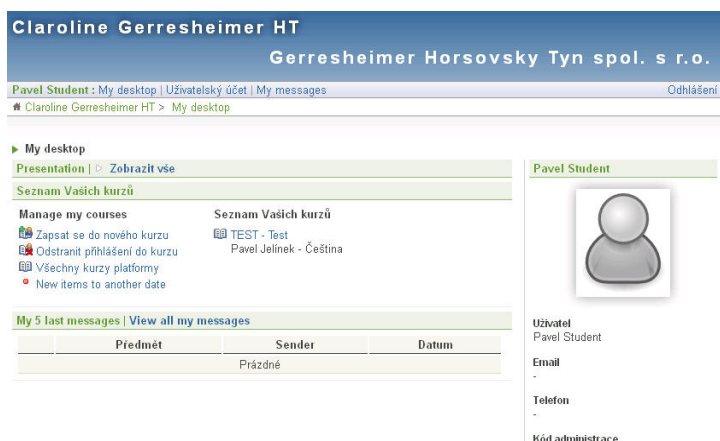 Claroline Gerresheimer HT
Gerresheimer Horsovsky Tyn spol. s r.o.
Pavel Student : My desktop | Uživatelský účet | My messages
Odhlášení
Claroline Gerresheimer HT > My desktop
My desktop
Presentation | Zobrazit vše
Seznam Vašich kurzů
Manage my courses
Zapsat se do nového kurzu
Odstranit přihlášení do kurzu
Všechny kurzy platformy
New items to another date
Seznam Vašich kurzů
TEST - Test
Pavel Jelínek - Čeština
My 5 last messages | View all my messages
Předmět Sender Datum
Prázdné
Pavel Student
Uživatel
Pavel Student
Email
-
Telefon
-
Kód administrace